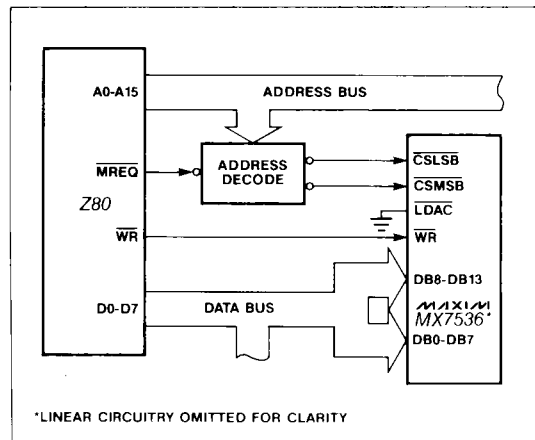 A0-A15
ADDRESS BUS
MREQ
ADDRESS
DECODE
CSLSB
CSMSB
Z80
LDAC
WR
WR
DB8-DB13
D0-D7
DATA BUS
MAXIM
MX7536*
DB0-DB7
*LINEAR CIRCUITRY OMITTED FOR CLARITY